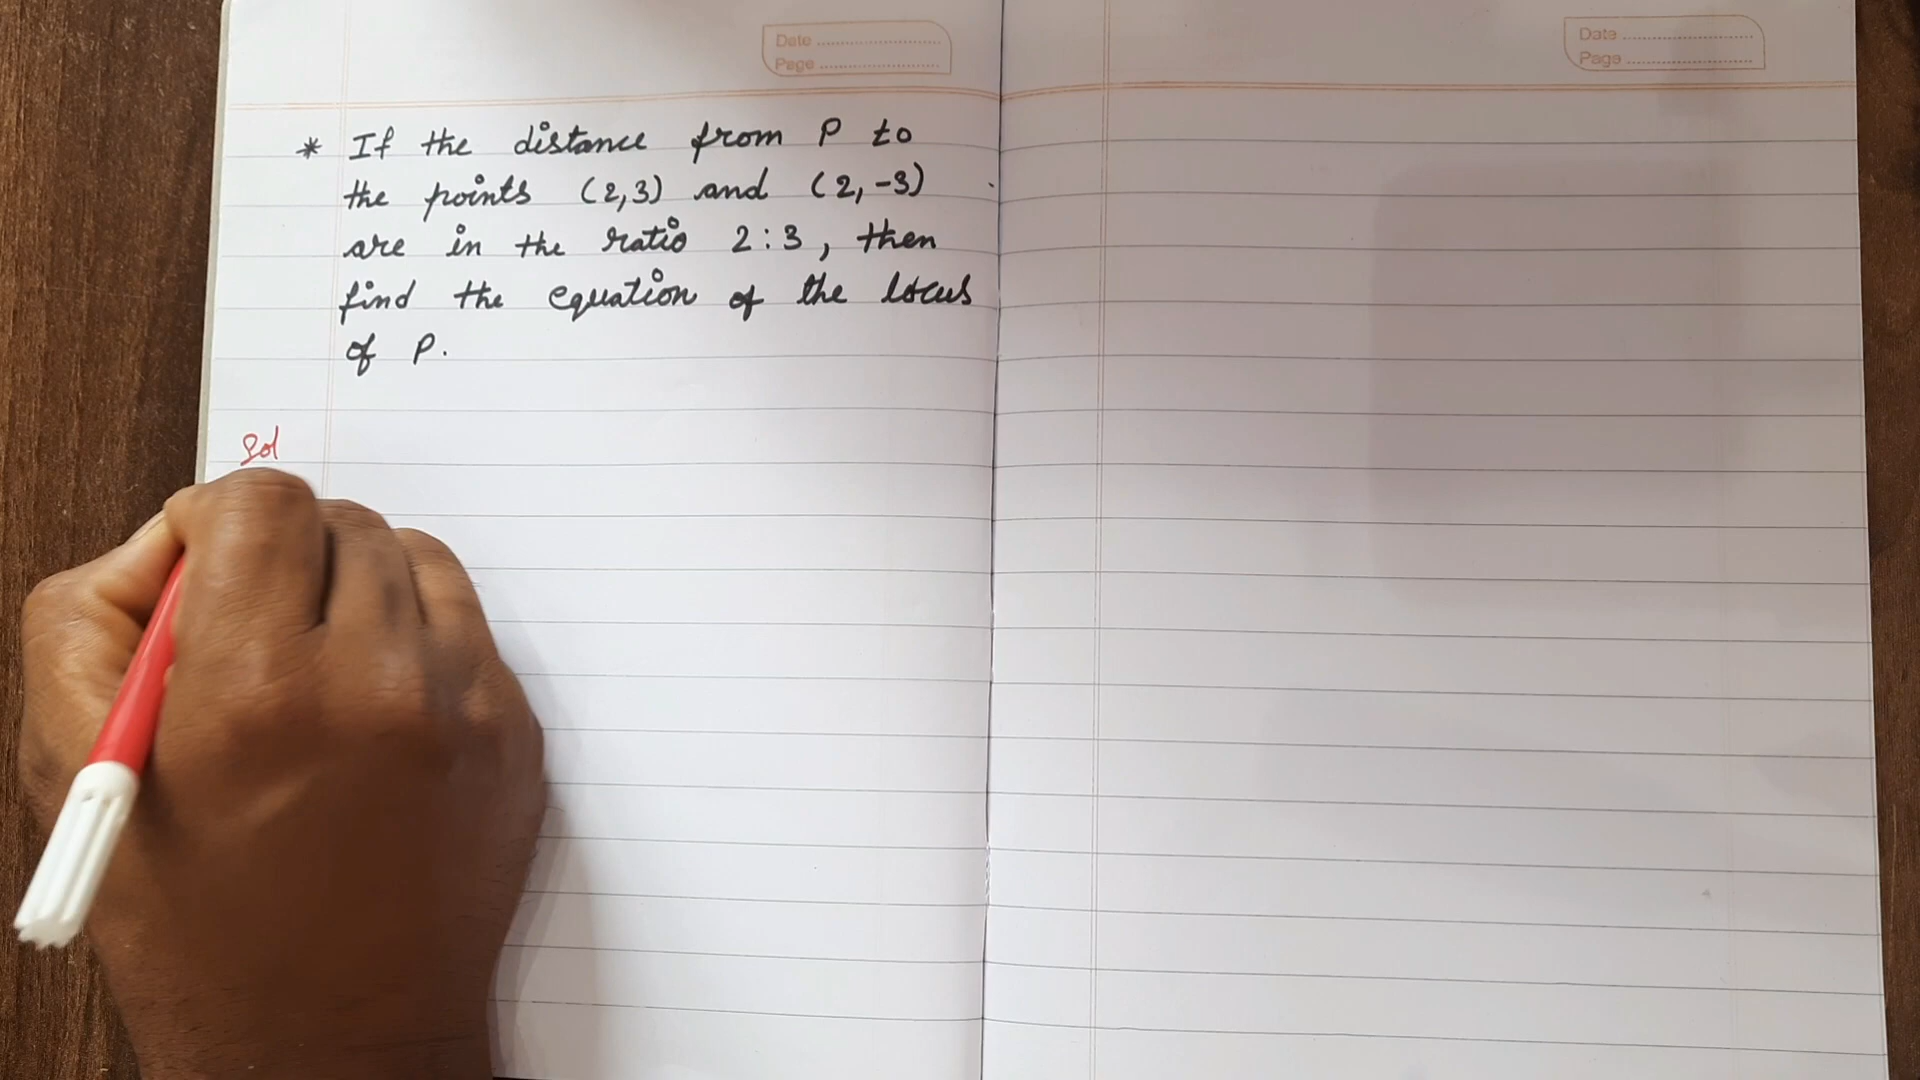 Date
Page
Date
Page
* If the distance from P to
the points (2,3) and (2,-3)
are in the ratio 2:3, then
find the equation of the locus
of P.
Sol